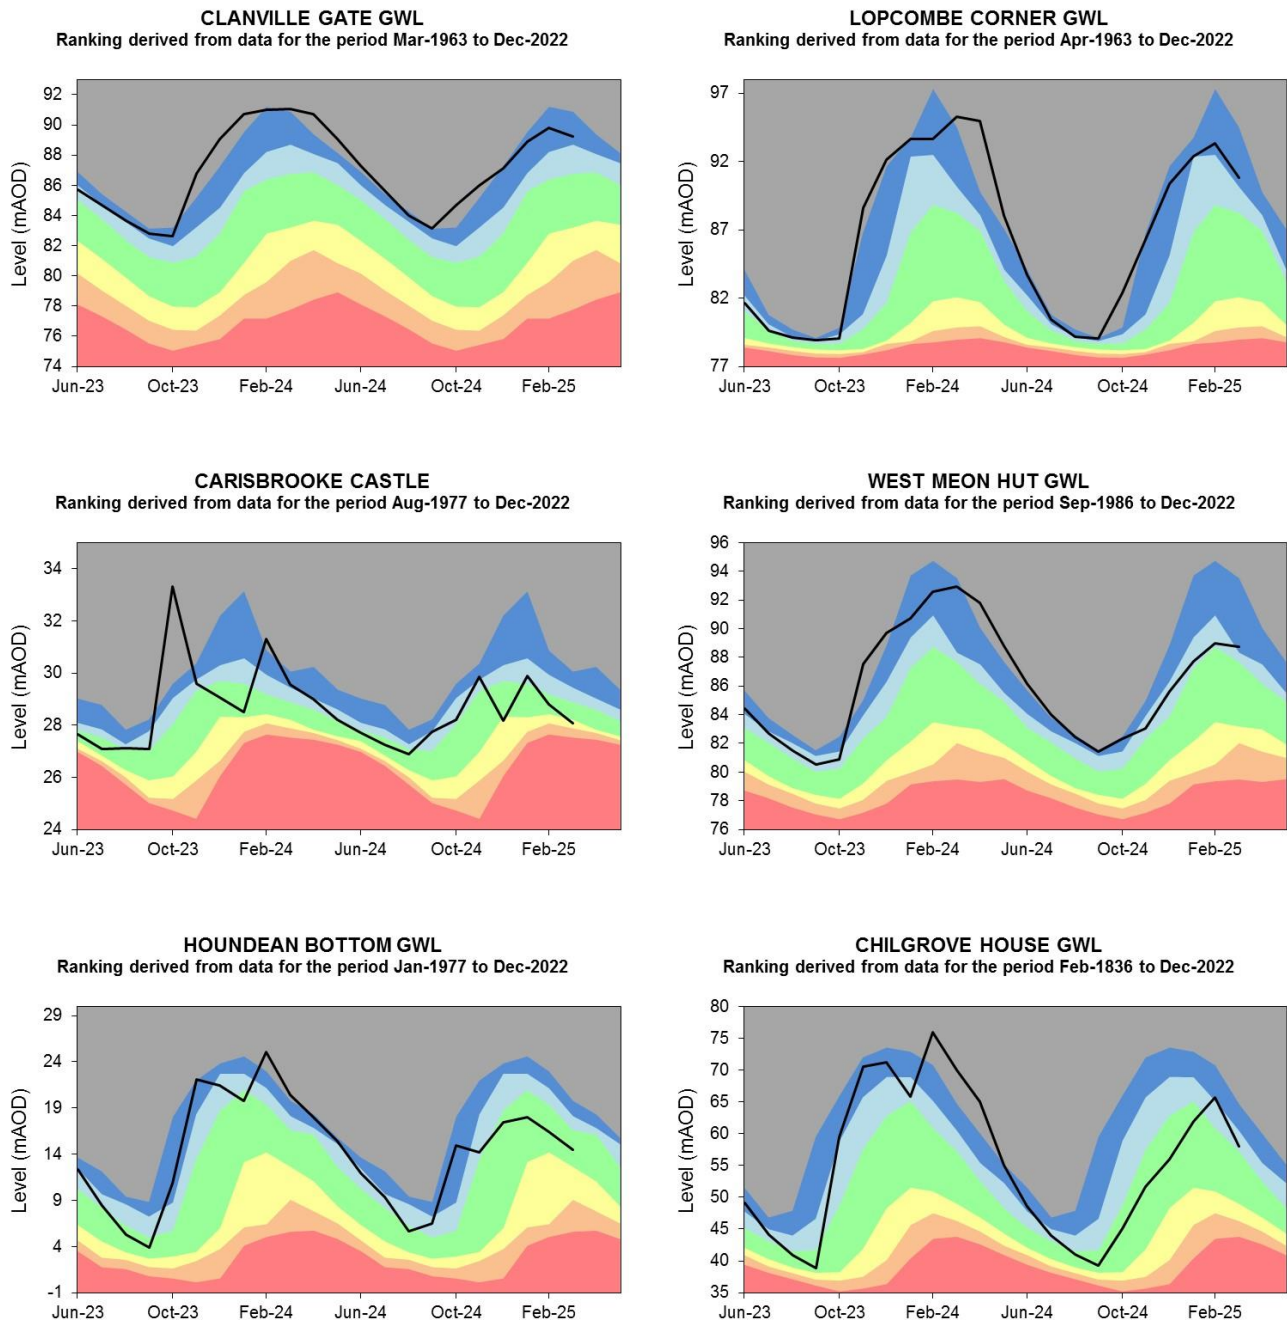 CLANVILLE GATE GWL
Ranking derived from data for the period Mar-1963 to Dec-2022
Level (mAOD)
92
90
88
86
84
82
80
78
76
74
Jun-23 Oct-23 Feb-24 Jun-24 Oct-24 Feb-25
LOPCOMBE CORNER GWL
Ranking derived from data for the period Apr-1963 to Dec-2022
Level (mAOD)
97
92
87
82
77
Jun-23 Oct-23 Feb-24 Jun-24 Oct-24 Feb-25
CARISBROOKE CASTLE
Ranking derived from data for the period Aug-1977 to Dec-2022
Level (mAOD)
34
32
30
28
26
24
Jun-23 Oct-23 Feb-24 Jun-24 Oct-24 Feb-25
WEST MEON HUT GWL
Ranking derived from data for the period Sep-1986 to Dec-2022
Level (mAOD)
96
94
92
90
88
86
84
82
80
78
76
Jun-23 Oct-23 Feb-24 Jun-24 Oct-24 Feb-25
HOUNDEAN BOTTOM GWL
Ranking derived from data for the period Jan-1977 to Dec-2022
Level (mAOD)
29
24
19
14
9
4
-1
Jun-23 Oct-23 Feb-24 Jun-24 Oct-24 Feb-25
CHILGROVE HOUSE GWL
Ranking derived from data for the period Feb-1836 to Dec-2022
Level (mAOD)
80
75
70
65
60
55
50
45
40
35
Jun-23 Oct-23 Feb-24 Jun-24 Oct-24 Feb-25